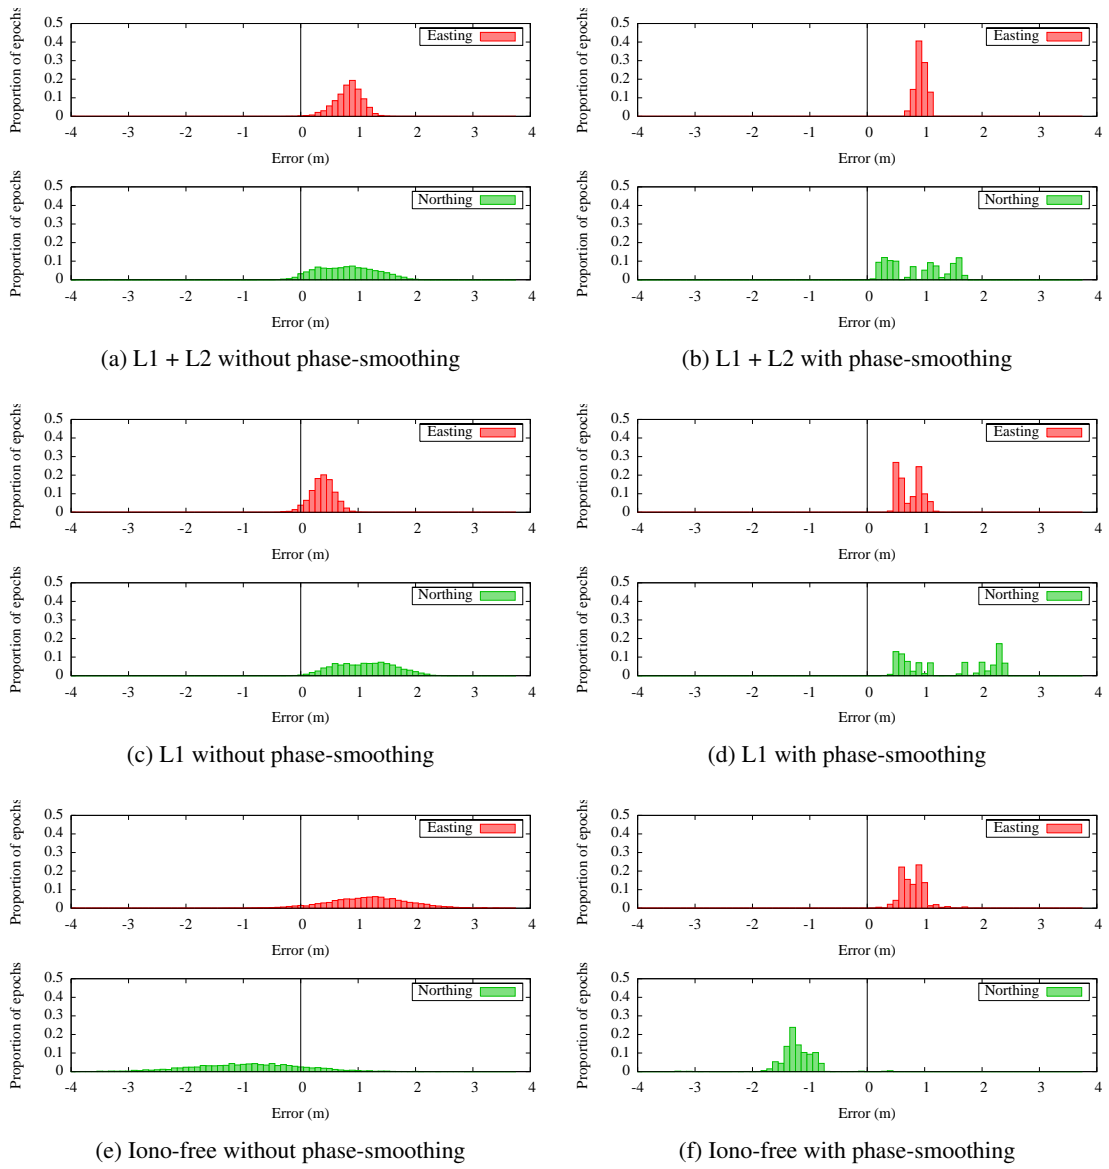 Proportion of epochs
0.5
0.4
0.3
0.2
0.1
0
Easting
-4 -3 -2 -1 0 1 2 3 4
Error (m)
Proportion of epochs
0.5
0.4
0.3
0.2
0.1
0
Northing
-4 -3 -2 -1 0 1 2 3 4
Error (m)
(a) L1 + L2 without phase-smoothing
Proportion of epochs
0.5
0.4
0.3
0.2
0.1
0
Easting
-4 -3 -2 -1 0 1 2 3 4
Error (m)
Proportion of epochs
0.5
0.4
0.3
0.2
0.1
0
Northing
-4 -3 -2 -1 0 1 2 3 4
Error (m)
(b) L1 + L2 with phase-smoothing
Proportion of epochs
0.5
0.4
0.3
0.2
0.1
0
Easting
-4 -3 -2 -1 0 1 2 3 4
Error (m)
Proportion of epochs
0.5
0.4
0.3
0.2
0.1
0
Northing
-4 -3 -2 -1 0 1 2 3 4
Error (m)
(c) L1 without phase-smoothing
Proportion of epochs
0.5
0.4
0.3
0.2
0.1
0
Easting
-4 -3 -2 -1 0 1 2 3 4
Error (m)
Proportion of epochs
0.5
0.4
0.3
0.2
0.1
0
Northing
-4 -3 -2 -1 0 1 2 3 4
Error (m)
(d) L1 with phase-smoothing
Proportion of epochs
0.5
0.4
0.3
0.2
0.1
0
Easting
-4 -3 -2 -1 0 1 2 3 4
Error (m)
Proportion of epochs
0.5
0.4
0.3
0.2
0.1
0
Northing
-4 -3 -2 -1 0 1 2 3 4
Error (m)
(e) Iono-free without phase-smoothing
Proportion of epochs
0.5
0.4
0.3
0.2
0.1
0
Easting
-4 -3 -2 -1 0 1 2 3 4
Error (m)
Proportion of epochs
0.5
0.4
0.3
0.2
0.1
0
Northing
-4 -3 -2 -1 0 1 2 3 4
Error (m)
(f) Iono-free with phase-smoothing